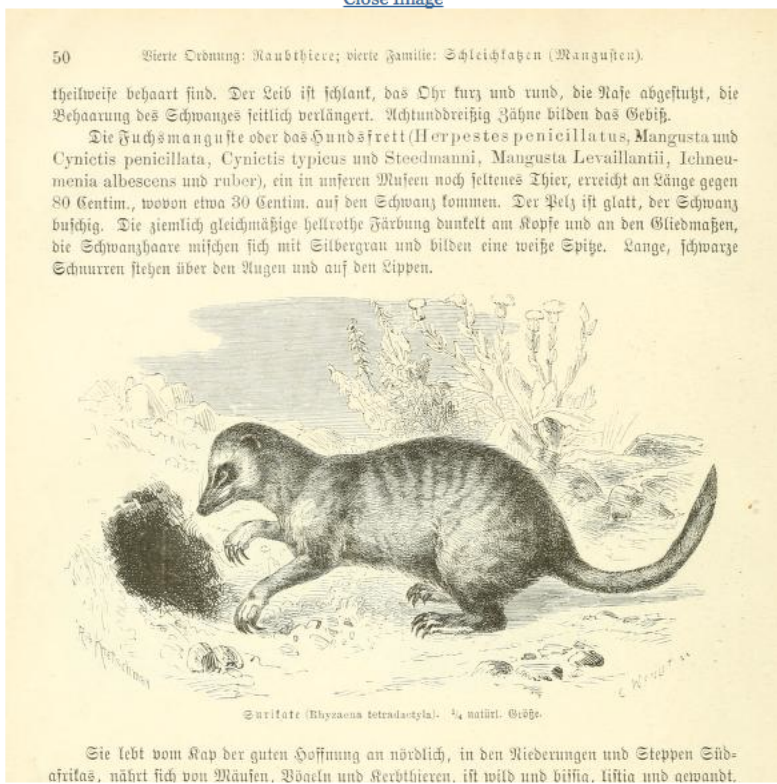 Close Image
50 Vierte Ordnung: Raubthiere; vierte Familie: Schleichkatzen (Mangusten).
theilweise behaart sind. Der Leib ist schlank, das Ohr kurz und rund, die Nase abgestutzt, die
Behaarung des Schwanzes seitlich verlängert. Achtunddreißig Zähne bilden das Gebiß.
Die Fuchsmanguste oder das Hundsfrett (Herpestes penicillatus, Mangusta und
Cynictis penicillata, Cynictis typicus und Steedmanni, Mangusta Levaillantii, Ichneu-
menia albescens und ruber), ein in unseren Museen noch seltenes Thier, erreicht an Länge gegen
80 Centim., wovon etwa 30 Centim. auf den Schwanz kommen. Der Pelz ist glatt, der Schwanz
buschig. Die ziemlich gleichmäßige hellrothe Färbung dunkelt am Kopfe und an den Gliedmaßen,
die Schwanzhaare mischen sich mit Silbergrau und bilden eine weiße Spitze. Lange, schwarze
Schnurren stehen über den Augen und auf den Lippen.
Surikate (Rhyzaena tetradactyla). 1/4 natürl. Größe.
Sie lebt vom Kap der guten Hoffnung an nördlich, in den Niederungen und Steppen Süd-
afrikas, nährt sich von Mäusen, Vögeln und Kerbthieren, ist wild und bissig, listig und gewandt.